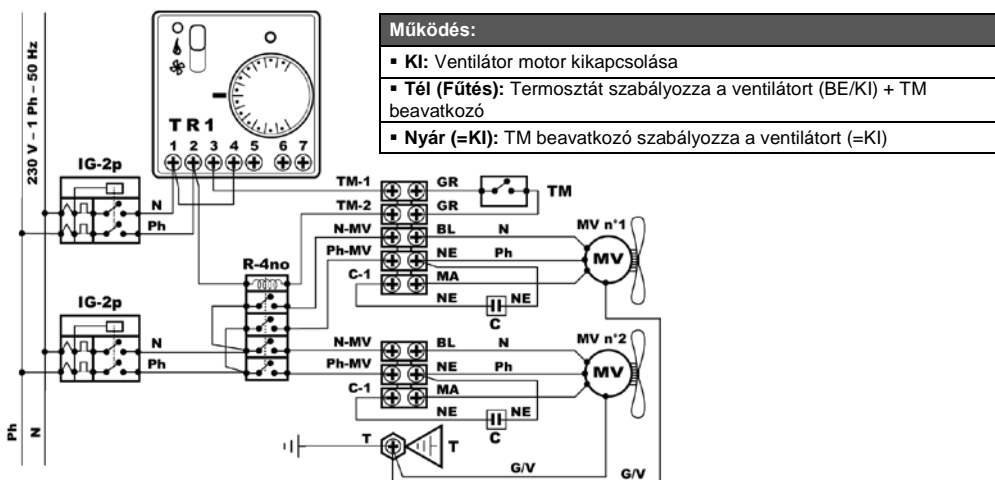 Működés:
▪ KI: Ventilátor motor kikapcsolása
▪ Tél (Fűtés): Termosztát szabályozza a ventilátort (BE/KI) + TM
beavatkozó
▪ Nyár (=KI): TM beavatkozó szabályozza a ventilátort (=KI)
230 V – 1 Ph – 50 Hz
TR1
1 2 3 4 5 6 7
IG-2p
N
Ph
TM-1 GR TM
TM-2 GR
N-MV BL N MV n°1
Ph-MV NE Ph MV
C-1 MA
NE NE
C
R-4no
IG-2p
N
Ph
N-MV BL N MV n°2
Ph-MV NE Ph MV
C-1 MA
NE NE
C
T T
G/V G/V
Ph N